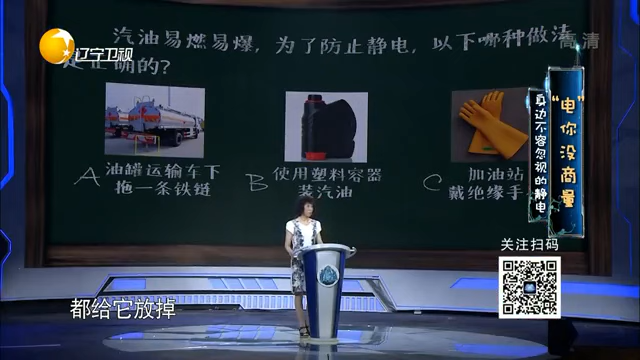 辽宁卫视
高清
汽油易燃易爆，为了防止静电，以下哪种做法
是正确的？
A 油罐运输车下
拖一条铁链
B 使用塑料容器
装汽油
C 加油站
戴绝缘手
“电”你没商量
身边不容忽视的静电
关注扫码
都给它放掉